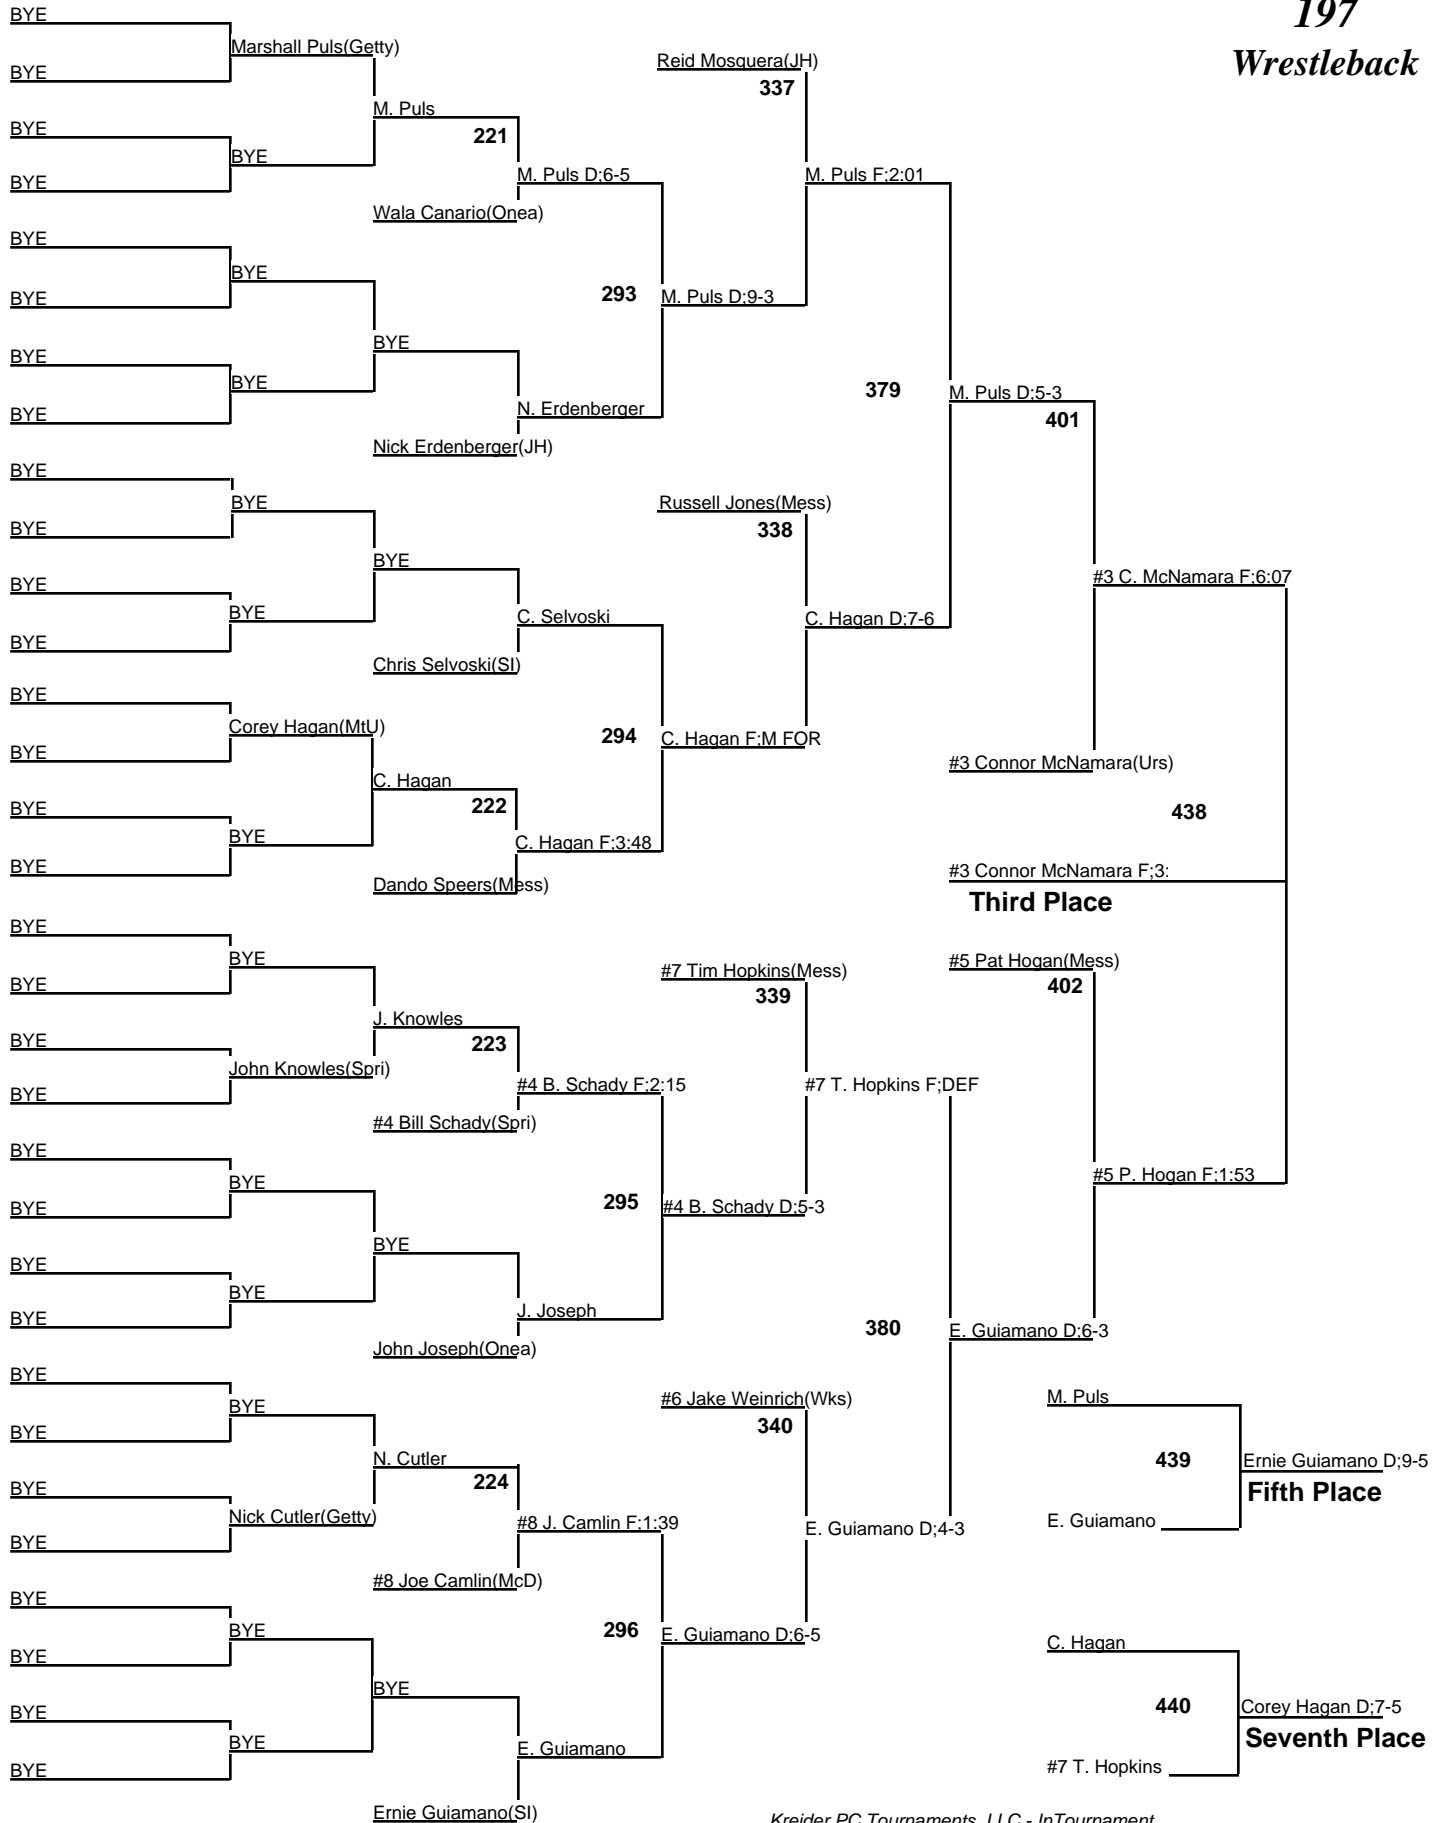 197
Wrestleback
BYE
Marshall Puls(Getty)
BYE
Reid Mosquera(JH)
337
M. Puls
BYE
221
BYE
M. Puls D;6-5
M. Puls F;2:01
BYE
Wala Canario(Onea)
BYE
BYE
293
M. Puls D;9-3
BYE
BYE
BYE
BYE
379
M. Puls D;5-3
BYE
N. Erdenberger
401
Nick Erdenberger(JH)
BYE
BYE
Russell Jones(Mess)
BYE
338
BYE
#3 C. McNamara F;6:07
BYE
BYE
C. Selvoski
C. Hagan D;7-6
BYE
Chris Selvoski(SI)
BYE
Corey Hagan(MtU)
294
C. Hagan F;M FOR
BYE
#3 Connor McNamara(Urs)
C. Hagan
BYE
222
438
BYE
C. Hagan F;3:48
BYE
#3 Connor McNamara F;3:
Dando Speers(Mess)
Third Place
BYE
BYE
#7 Tim Hopkins(Mess)
#5 Pat Hogan(Mess)
BYE
339
402
J. Knowles
BYE
223
John Knowles(Spri)
#4 B. Schady F;2:15
#7 T. Hopkins F;DEF
BYE
#4 Bill Schady(Spri)
BYE
BYE
#5 P. Hogan F;1:53
BYE
295
#4 B. Schady D;5-3
BYE
BYE
BYE
BYE
J. Joseph
380
E. Guiamano D;6-3
John Joseph(Onea)
BYE
BYE
#6 Jake Weinrich(Wks)
M. Puls
BYE
340
N. Cutler
439
Ernie Guiamano D;9-5
BYE
224
Fifth Place
Nick Cutler(Getty)
#8 J. Camlin F;1:39
E. Guiamano D;4-3
E. Guiamano
BYE
#8 Joe Camlin(McD)
BYE
BYE
296
E. Guiamano D;6-5
C. Hagan
BYE
BYE
BYE
440
Corey Hagan D;7-5
BYE
E. Guiamano
Seventh Place
BYE
#7 T. Hopkins
Ernie Guiamano(SI)
Kreider PC Tournaments, LLC - InTournament